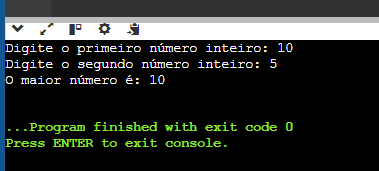 Digite o primeiro número inteiro: 10
Digite o segundo número inteiro: 5
O maior número é: 10
...Program finished with exit code 0
Press ENTER to exit console.